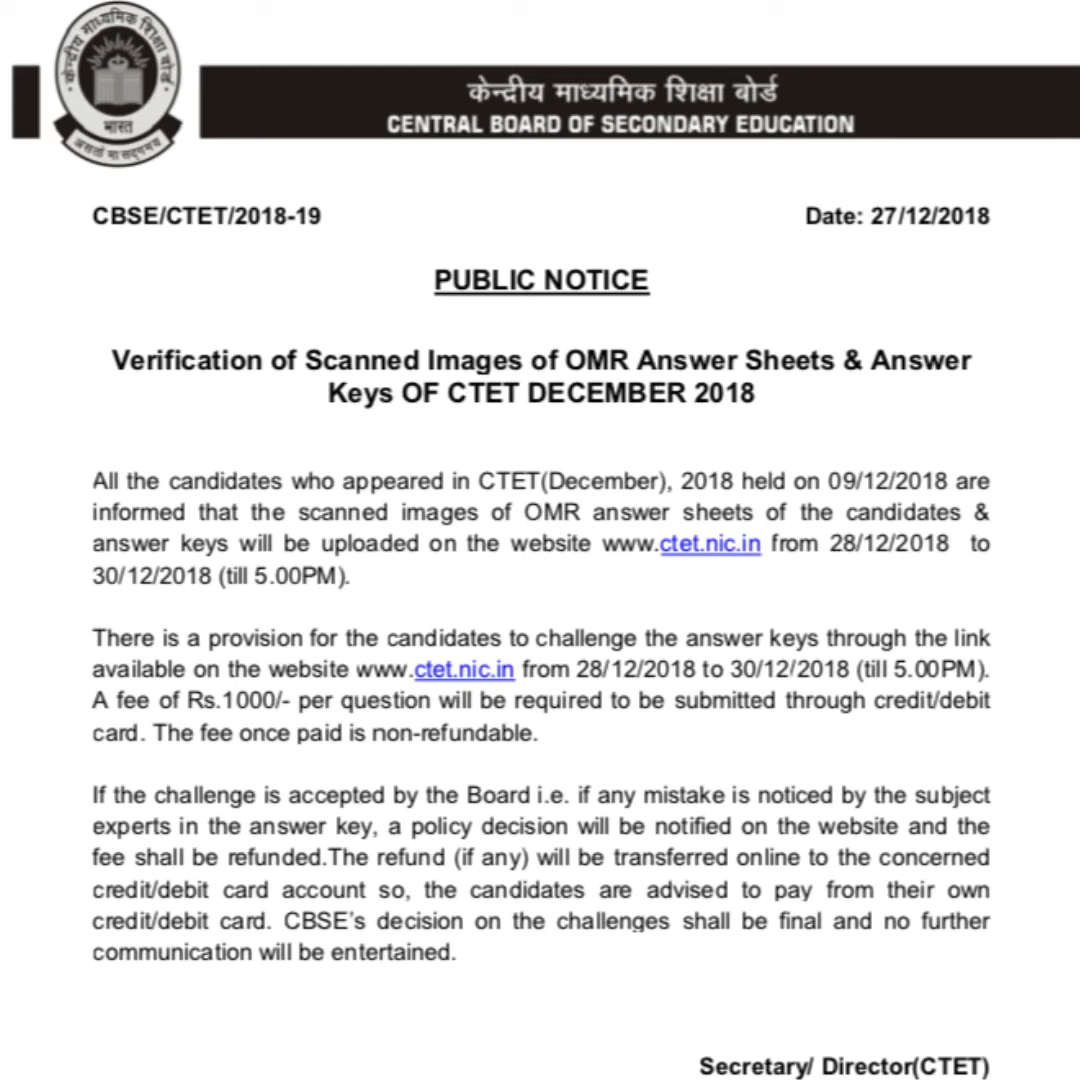 केन्द्रीय माध्यमिक शिक्षा बोर्ड
भारत
असतो मा सद्गमय
केन्द्रीय माध्यमिक शिक्षा बोर्ड
CENTRAL BOARD OF SECONDARY EDUCATION
CBSE/CTET/2018-19 Date: 27/12/2018
PUBLIC NOTICE
Verification of Scanned Images of OMR Answer Sheets & Answer
Keys OF CTET DECEMBER 2018
All the candidates who appeared in CTET(December), 2018 held on 09/12/2018 are
informed that the scanned images of OMR answer sheets of the candidates &
answer keys will be uploaded on the website www.ctet.nic.in from 28/12/2018 to
30/12/2018 (till 5.00PM).
There is a provision for the candidates to challenge the answer keys through the link
available on the website www.ctet.nic.in from 28/12/2018 to 30/12/2018 (till 5.00PM).
A fee of Rs.1000/- per question will be required to be submitted through credit/debit
card. The fee once paid is non-refundable.
If the challenge is accepted by the Board i.e. if any mistake is noticed by the subject
experts in the answer key, a policy decision will be notified on the website and the
fee shall be refunded.The refund (if any) will be transferred online to the concerned
credit/debit card account so, the candidates are advised to pay from their own
credit/debit card. CBSE's decision on the challenges shall be final and no further
communication will be entertained.
Secretary/ Director(CTET)